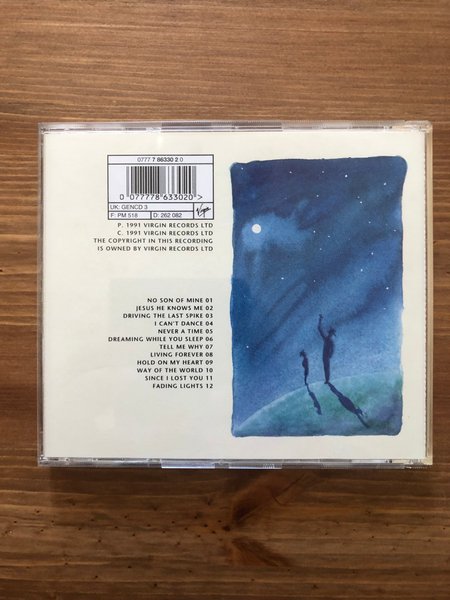 0777 7 86330 2 0
0 077778 633020>
UK: GENCD 3
F: PM 518
D: 262 082
Virgin
P. 1991 VIRGIN RECORDS LTD
C. 1991 VIRGIN RECORDS LTD
THE COPYRIGHT IN THIS RECORDING
IS OWNED BY VIRGIN RECORDS LTD
NO SON OF MINE 01
JESUS HE KNOWS ME 02
DRIVING THE LAST SPIKE 03
I CAN'T DANCE 04
NEVER A TIME 05
DREAMING WHILE YOU SLEEP 06
TELL ME WHY 07
LIVING FOREVER 08
HOLD ON MY HEART 09
WAY OF THE WORLD 10
SINCE I LOST YOU 11
FADING LIGHTS 12